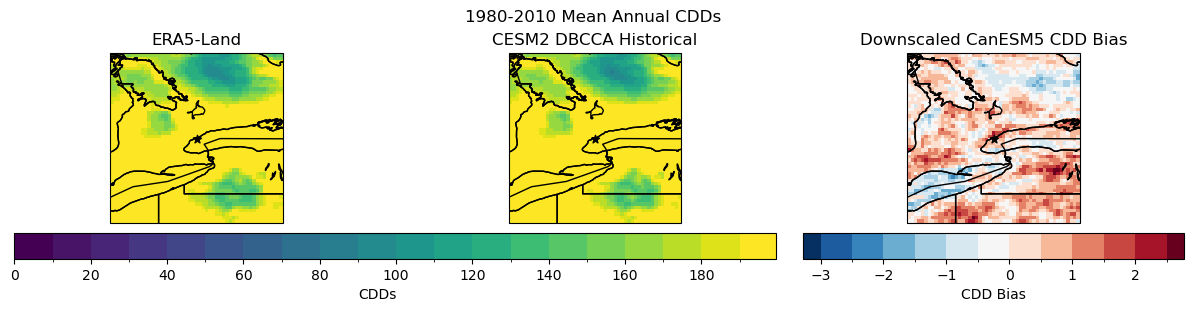 1980-2010 Mean Annual CDDs
ERA5-Land
CESM2 DBCCA Historical
Downscaled CanESM5 CDD Bias
0 20 40 60 80 100 120 140 160 180
CDDs
−3 −2 −1 0 1 2
CDD Bias